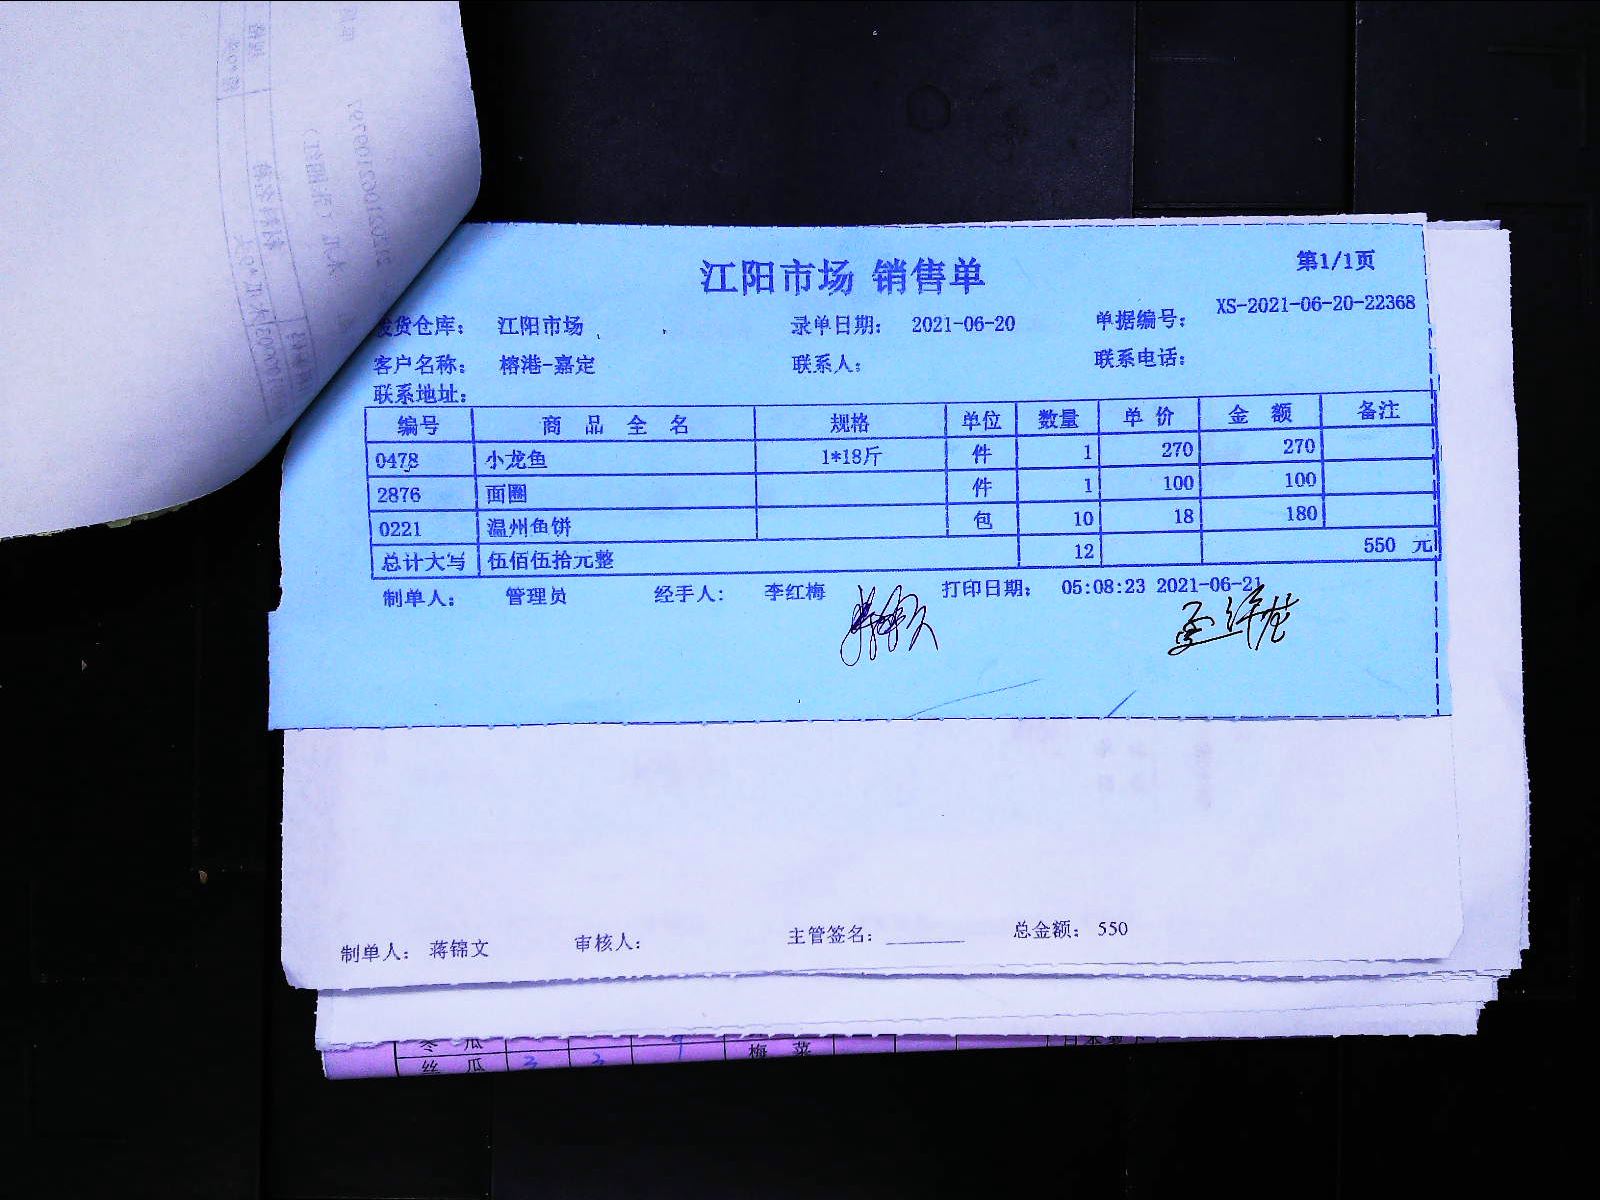 江阳市场 销售单
第1/1页
发货仓库： 江阳市场 录单日期： 2021-06-20 单据编号： XS-2021-06-20-22368
客户名称： 榕港-嘉定 联系人： 联系电话：
联系地址：
编号 商 品 全 名 规格 单位 数量 单 价 金 额 备注
0478 小龙鱼 1*18斤 件 1 270 270
2876 面圈 件 1 100 100
0221 温州鱼饼 包 10 18 180
总计大写 伍佰伍拾元整 12 550 元
制单人： 管理员 经手人： 李红梅 打印日期： 05:08:23 2021-06-21
制单人： 蒋锦文 审核人： 主管签名： 总金额： 550
冬 瓜
丝 瓜 3 3 梅 菜